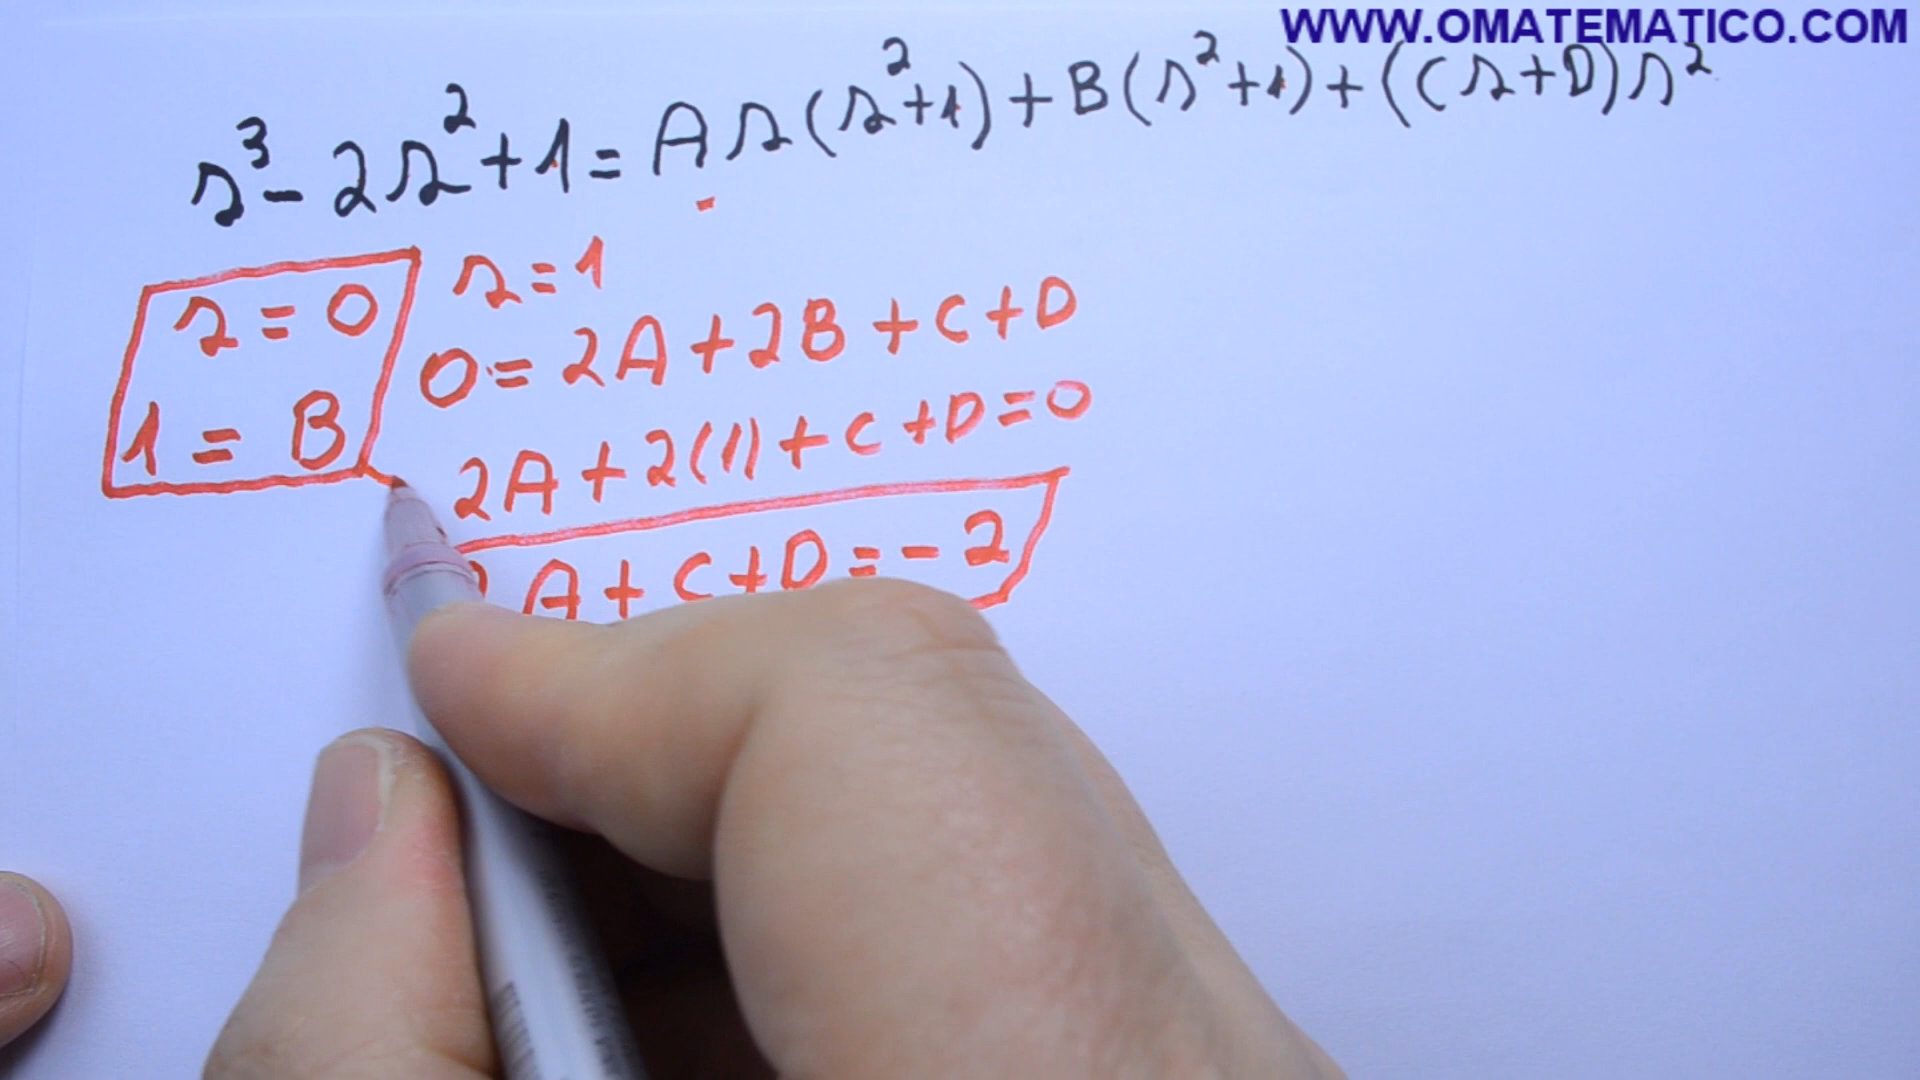 WWW.OMATEMATICO.COM
s³ - 2s² + 1 = As(s² + 1) + B(s² + 1) + (Cs + D)s²
s = 0
1 = B
s = 1
0 = 2A + 2B + C + D
2A + 2(1) + C + D = 0
2A + C + D = -2